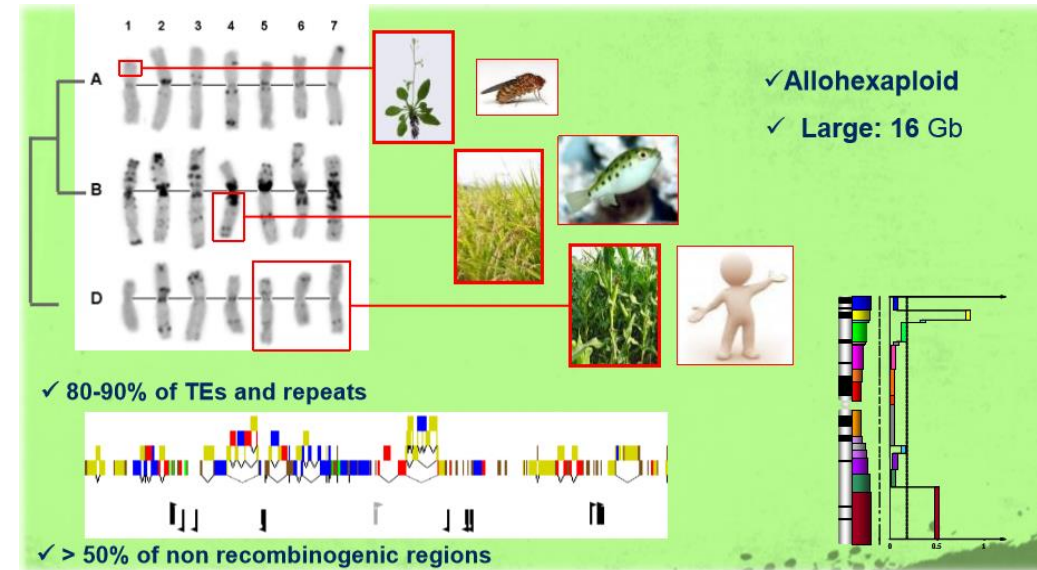 1 2 3 4 5 6 7
A
✓Allohexaploid
✓ Large: 16 Gb
B
D
✓ 80-90% of TEs and repeats
✓ > 50% of non recombinogenic regions
0 0.5 1